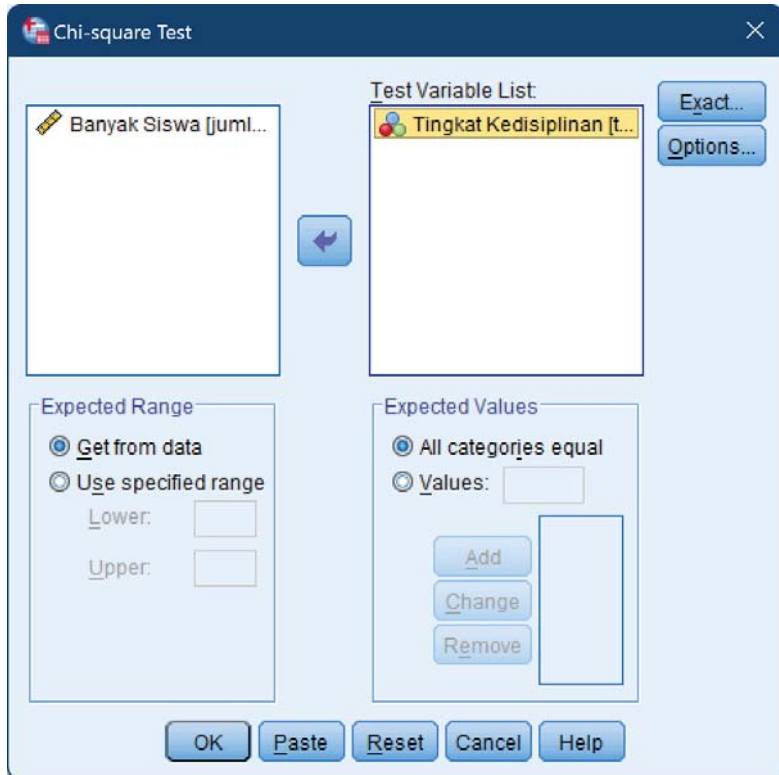 Chi-square Test
Test Variable List:
Banyak Siswa [juml...
Tingkat Kedisiplinan [t...
Exact...
Options...
Expected Range
Get from data
Use specified range
Lower:
Upper:
Expected Values
All categories equal
Values:
Add
Change
Remove
OK
Paste
Reset
Cancel
Help